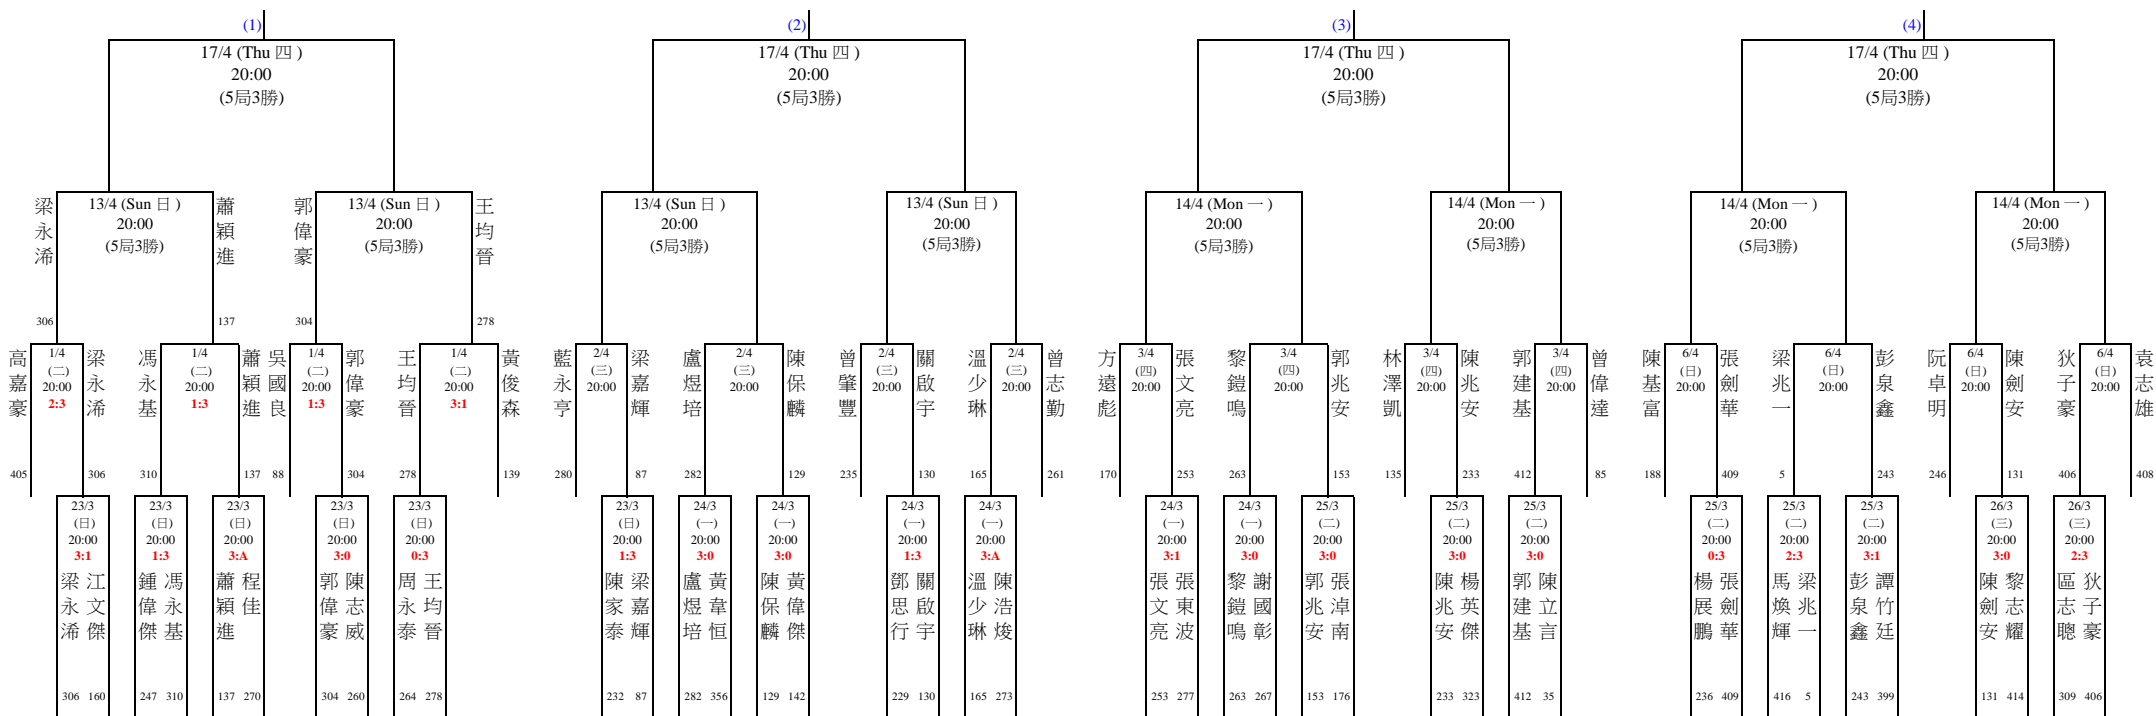 (1)
17/4 (Thu 四 )
20:00
(5局3勝)
(2)
17/4 (Thu 四 )
20:00
(5局3勝)
(3)
17/4 (Thu 四 )
20:00
(5局3勝)
(4)
17/4 (Thu 四 )
20:00
(5局3勝)
梁永浠
306
13/4 (Sun 日 )
20:00
(5局3勝)
蕭穎進
137
郭偉豪
304
13/4 (Sun 日 )
20:00
(5局3勝)
王均晉
278
13/4 (Sun 日 )
20:00
(5局3勝)
13/4 (Sun 日 )
20:00
(5局3勝)
14/4 (Mon 一 )
20:00
(5局3勝)
14/4 (Mon 一 )
20:00
(5局3勝)
14/4 (Mon 一 )
20:00
(5局3勝)
14/4 (Mon 一 )
20:00
(5局3勝)
高嘉豪
405
1/4
(二)
20:00
2:3
梁永浠
306
馮永基
310
1/4
(二)
20:00
1:3
蕭穎進
137
吳國良
88
1/4
(二)
20:00
1:3
郭偉豪
304
王均晉
278
1/4
(二)
20:00
3:1
黃俊森
139
藍永亨
280
2/4
(三)
20:00
梁嘉輝
87
盧煜培
282
2/4
(三)
20:00
陳保麟
129
曾肇豐
235
2/4
(三)
20:00
關啟宇
130
溫少琳
165
2/4
(三)
20:00
曾志勤
261
方遠彪
170
3/4
(四)
20:00
張文亮
253
黎鎧鳴
263
3/4
(四)
20:00
郭兆安
153
林澤凱
135
3/4
(四)
20:00
陳兆安
233
郭建基
412
3/4
(四)
20:00
曾偉達
85
陳基富
188
6/4
(日)
20:00
張劍華
409
梁兆一
5
6/4
(日)
20:00
彭泉鑫
243
阮卓明
246
6/4
(日)
20:00
陳劍安
131
狄子豪
406
6/4
(日)
20:00
袁志雄
408
23/3
(日)
20:00
3:1
梁永浠
江文傑
306 160
23/3
(日)
20:00
1:3
鍾偉傑
馮永基
247 310
23/3
(日)
20:00
3:A
蕭穎進
程佳
137 270
23/3
(日)
20:00
3:0
郭偉豪
陳志威
304 260
23/3
(日)
20:00
0:3
周永泰
王均晉
264 278
23/3
(日)
20:00
1:3
陳家泰
梁嘉輝
232 87
24/3
(一)
20:00
3:0
盧煜培
黃韋恒
282 356
24/3
(一)
20:00
3:0
陳保麟
黃偉傑
129 142
24/3
(一)
20:00
1:3
鄧思行
關啟宇
229 130
24/3
(一)
20:00
3:A
溫少琳
陳浩焌
165 273
24/3
(一)
20:00
3:1
張文亮
張東波
253 277
24/3
(一)
20:00
3:0
黎鎧鳴
謝國彰
263 267
25/3
(二)
20:00
3:0
郭兆安
張淖南
153 176
25/3
(二)
20:00
3:0
陳兆安
楊英傑
233 323
25/3
(二)
20:00
3:0
郭建基
陳立言
412 35
25/3
(二)
20:00
0:3
楊展鵬
張劍華
236 409
25/3
(二)
20:00
2:3
馬煥輝
梁兆一
416 5
25/3
(二)
20:00
3:1
彭泉鑫
譚竹廷
243 399
26/3
(三)
20:00
3:0
陳劍安
黎志耀
131 414
26/3
(三)
20:00
2:3
區志聰
狄子豪
309 406